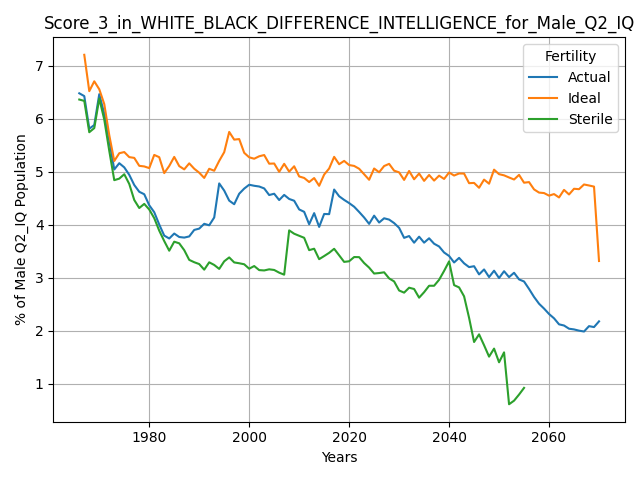 Score_3_in_WHITE_BLACK_DIFFERENCE_INTELLIGENCE_for_Male_Q2_IQ
Fertility
Actual
Ideal
Sterile
% of Male Q2_IQ Population
7
6
5
4
3
2
1
1980 2000 2020 2040 2060
Years